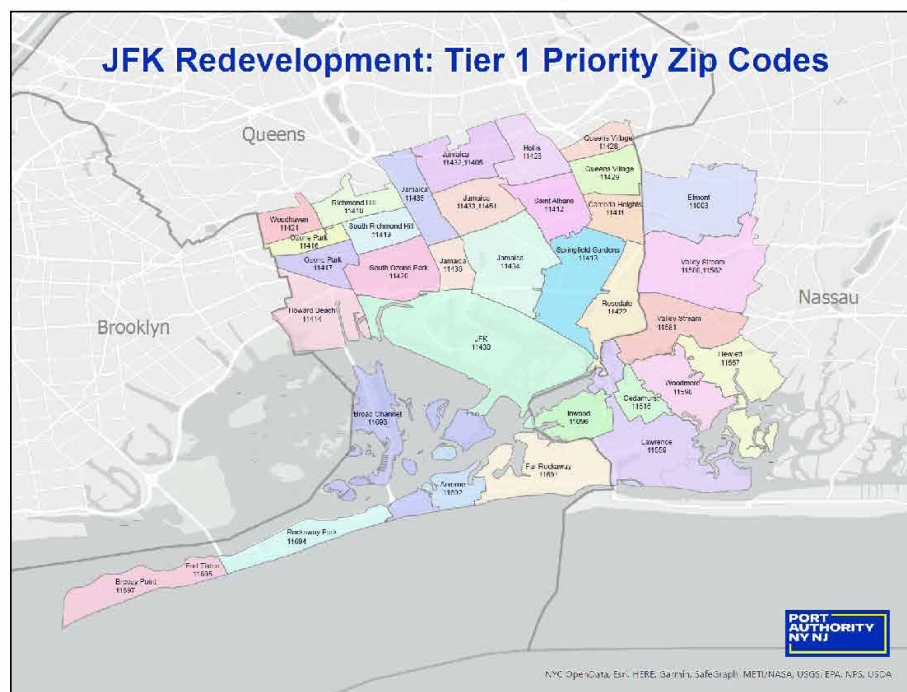 JFK Redevelopment: Tier 1 Priority Zip Codes
Queens
Queens Village
11428
Hollis
11423
Jamaica
11432,11405
Queens Village
11429
Jamaica
11435
Richmond Hill
11418
Jamaica
11433,11451
Saint Albans
11412
Cambria Heights
11411
Elmont
11003
Woodhaven
11421
South Richmond Hill
11419
Ozone Park
11416
Ozone Park
11417
South Ozone Park
11420
Jamaica
11436
Jamaica
11434
Springfield Gardens
11413
Valley Stream
11580,11582
Nassau
Rosedale
11422
Howard Beach
11414
Brooklyn
Valley Stream
11581
JFK
11430
Hewlett
11557
Woodmere
11598
Cedarhurst
11516
Broad Channel
11693
Inwood
11096
Lawrence
11559
Far Rockaway
11691
Arverne
11692
Rockaway Park
11694
Fort Tilden
11695
Breezy Point
11697
PORT
AUTHORITY
NY NJ
NYC OpenData, Esri, HERE, Garmin, SafeGraph, METI/NASA, USGS, EPA, NPS, USDA